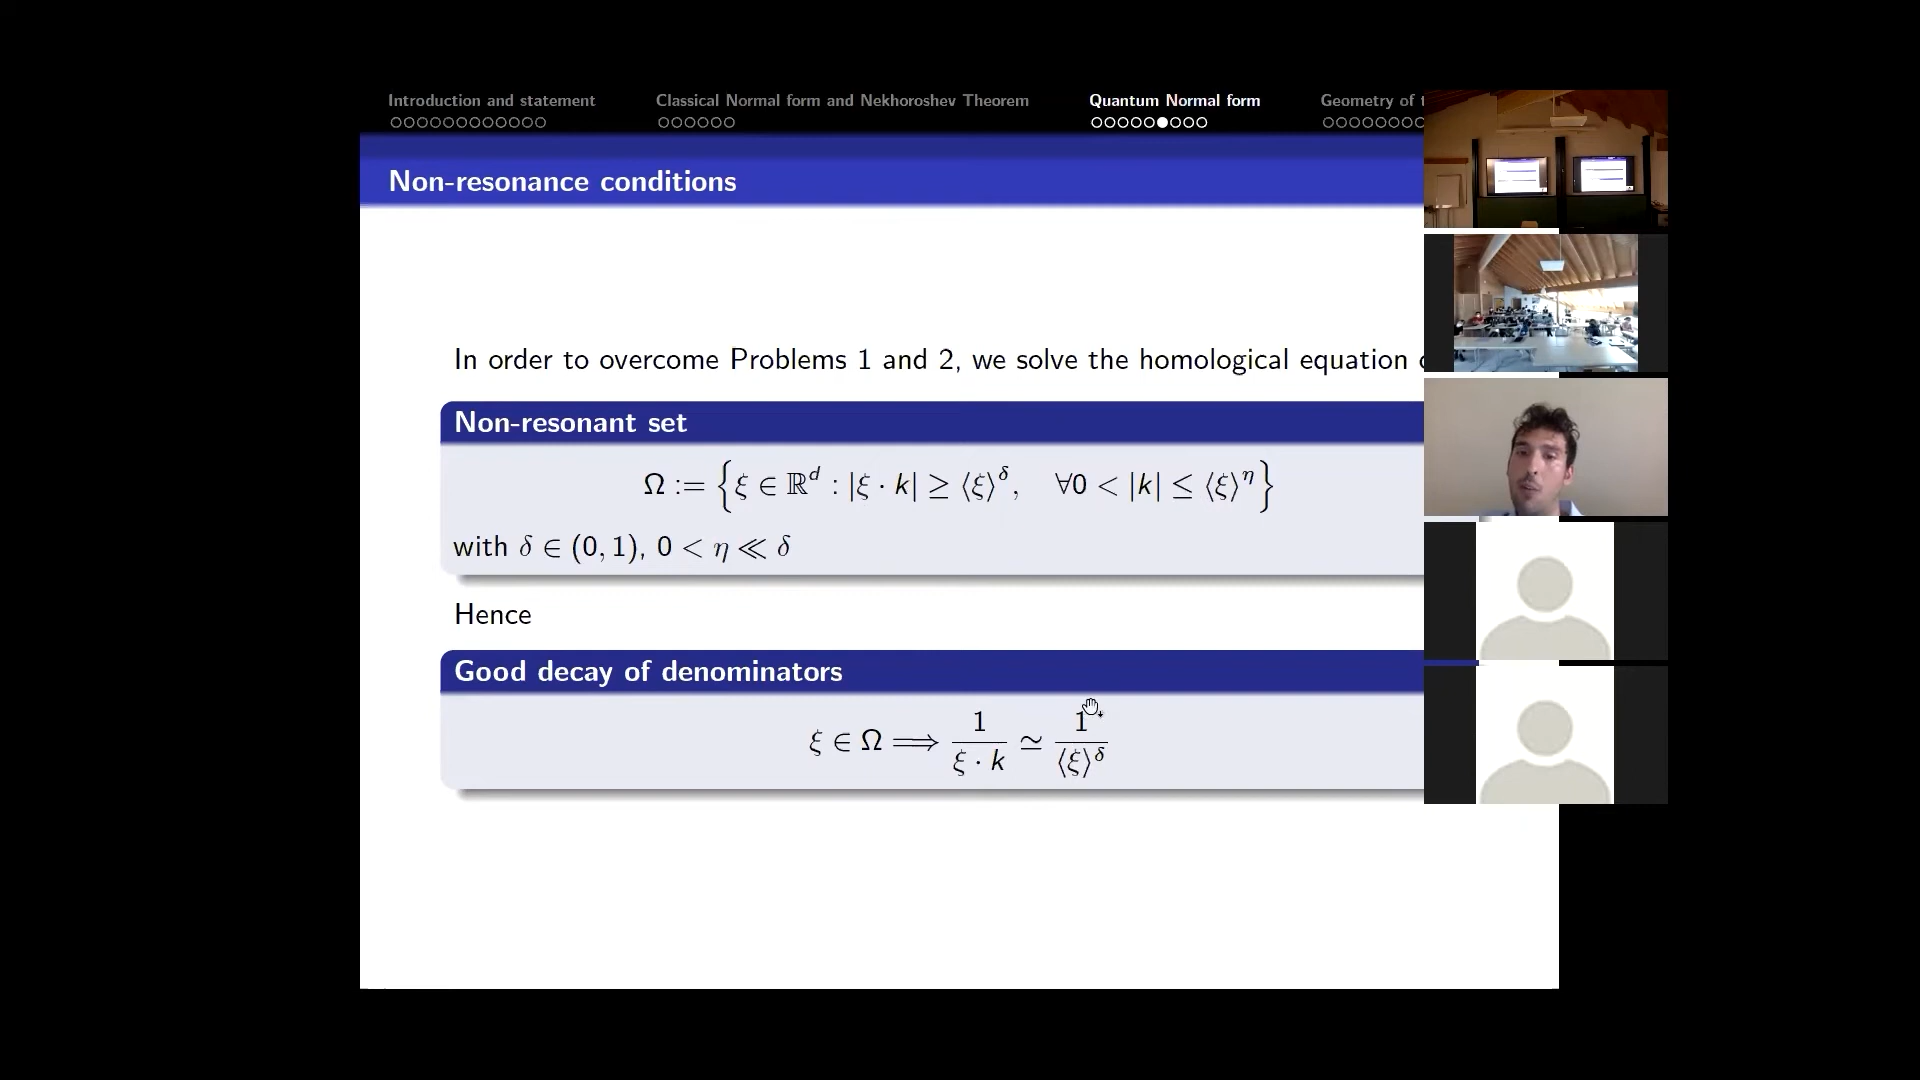 Introduction and statement
Classical Normal form and Nekhoroshev Theorem
Quantum Normal form
Geometry of
Non-resonance conditions
In order to overcome Problems 1 and 2, we solve the homological equation
Non-resonant set
Ω := {ξ ∈ ℝ^d : |ξ · k| ≥ ⟨ξ⟩^δ, ∀0 < |k| ≤ ⟨ξ⟩^η}
with δ ∈ (0, 1), 0 < η ≪ δ
Hence
Good decay of denominators
ξ ∈ Ω ⟹ 1/(ξ · k) ≃ 1/⟨ξ⟩^δ